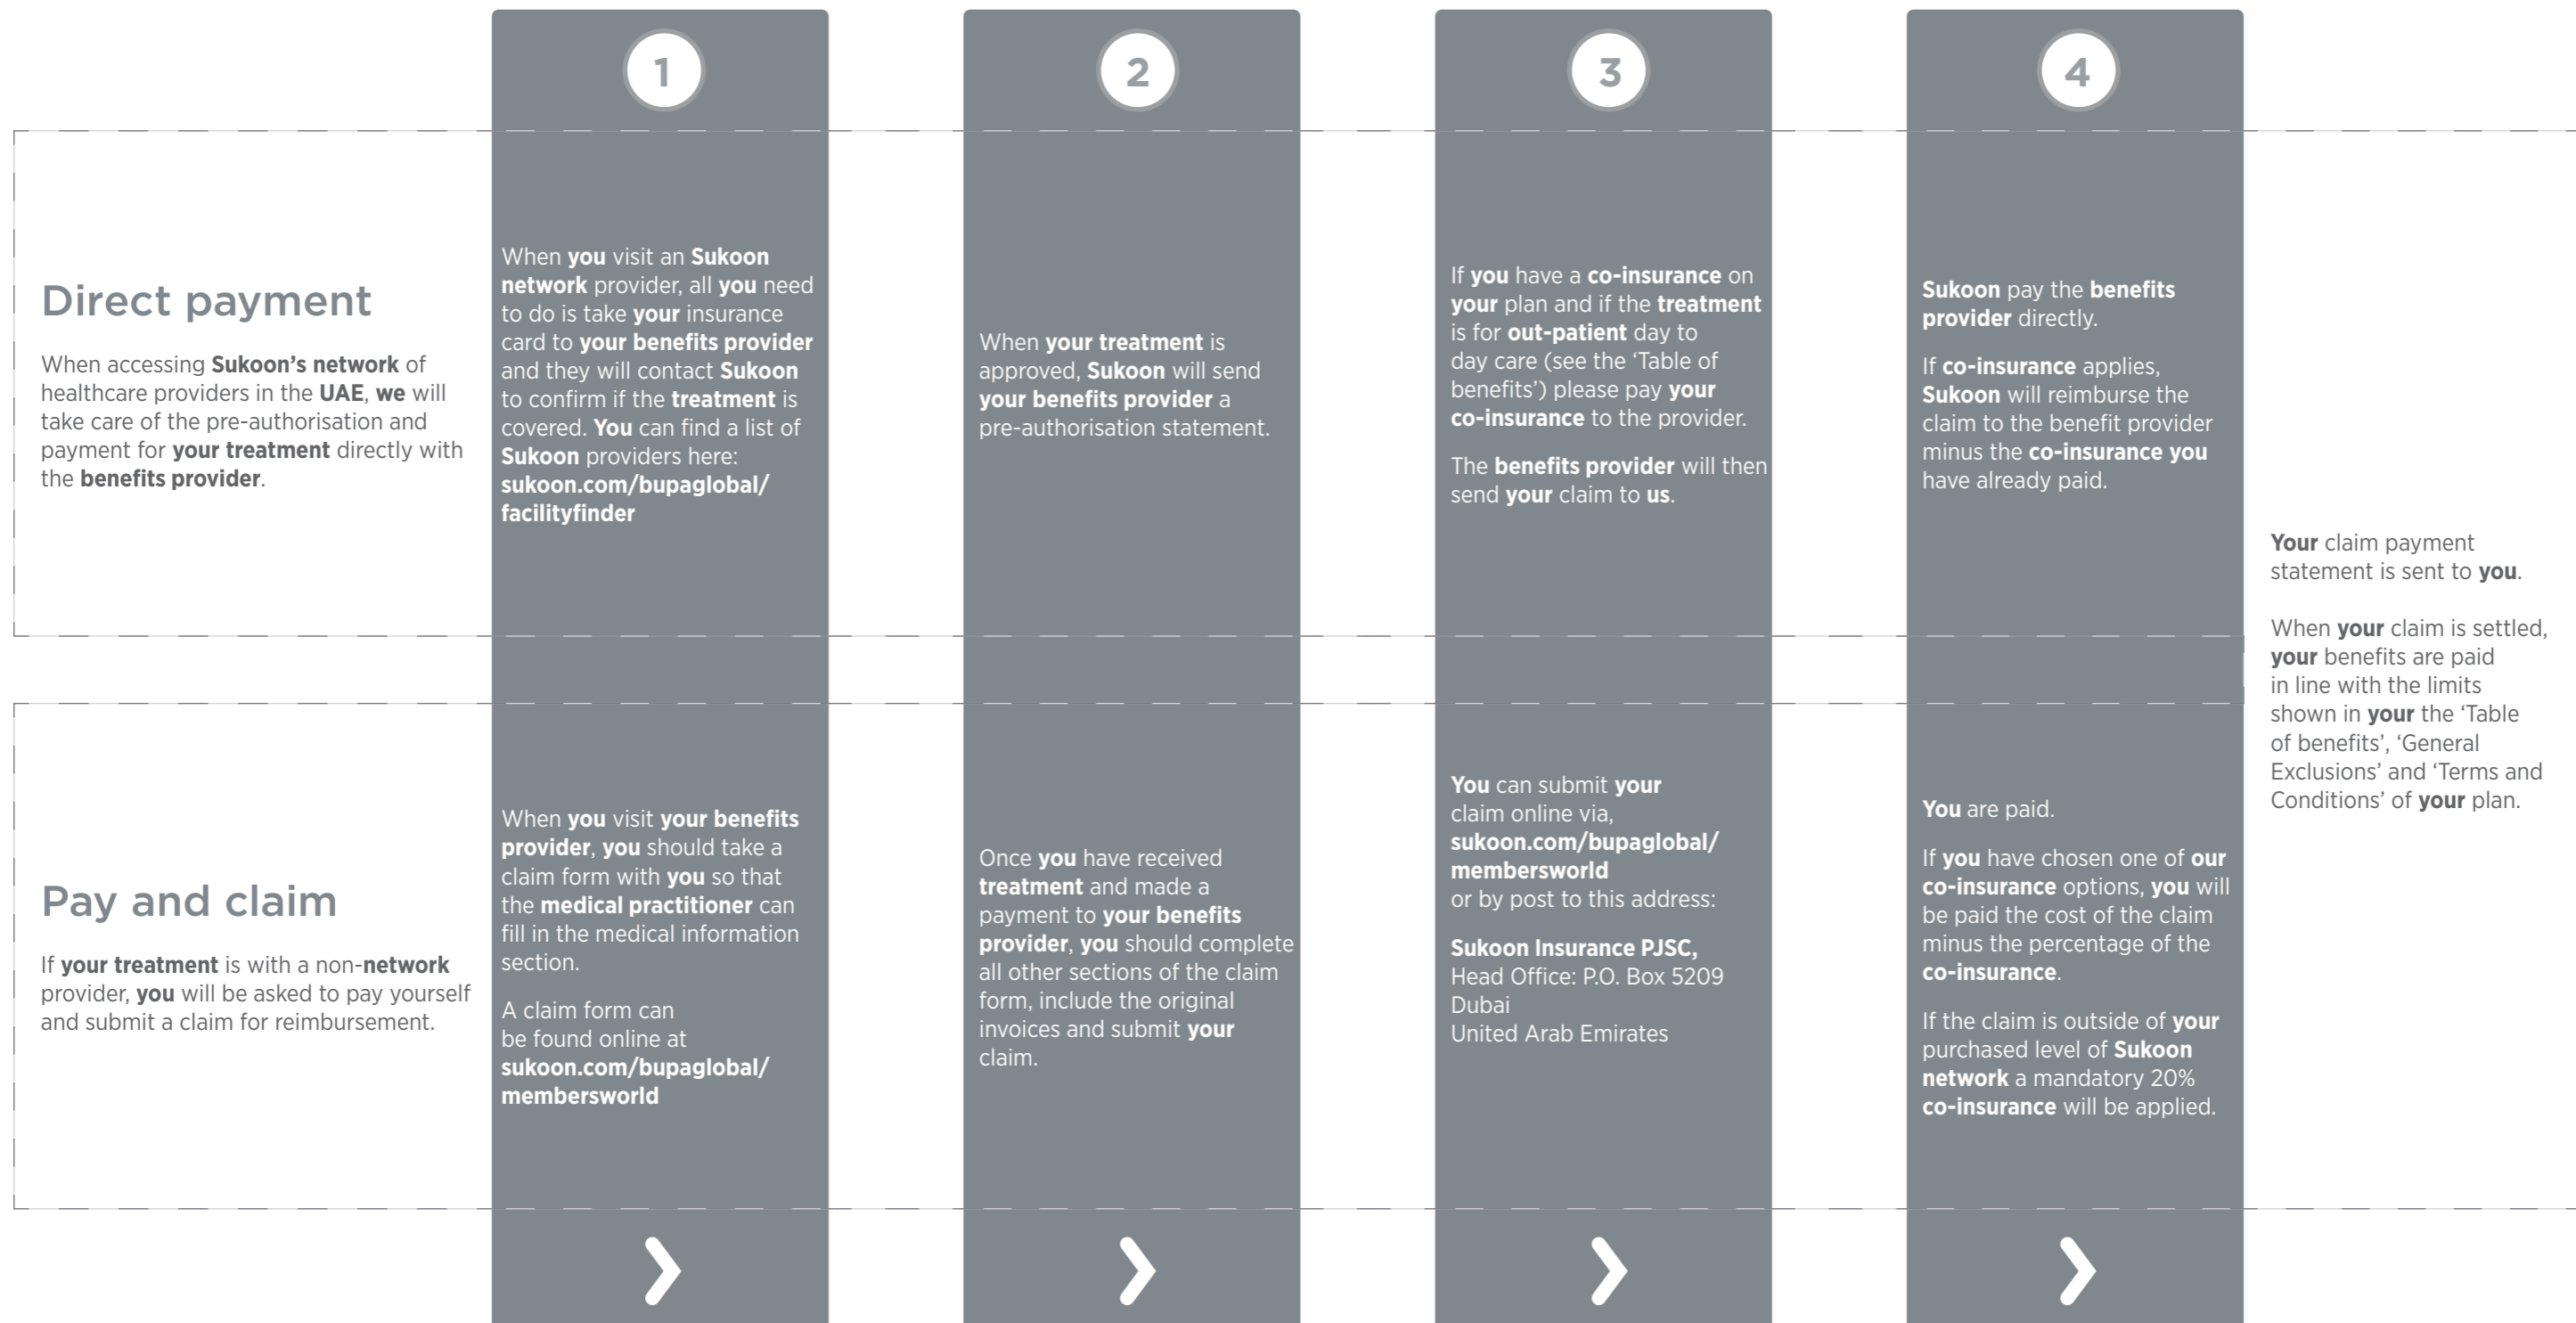 1
2
3
4
Direct payment
When accessing Sukoon's network of
healthcare providers in the UAE, we will
take care of the pre-authorisation and
payment for your treatment directly with
the benefits provider.
When you visit an Sukoon
network provider, all you need
to do is take your insurance
card to your benefits provider
and they will contact Sukoon
to confirm if the treatment is
covered. You can find a list of
Sukoon providers here:
sukoon.com/bupaglobal/
facilityfinder
When your treatment is
approved, Sukoon will send
your benefits provider a
pre-authorisation statement.
If you have a co-insurance on
your plan and if the treatment
is for out-patient day to
day care (see the ‘Table of
benefits’) please pay your
co-insurance to the provider.
The benefits provider will then
send your claim to us.
Sukoon pay the benefits
provider directly.
If co-insurance applies,
Sukoon will reimburse the
claim to the benefit provider
minus the co-insurance you
have already paid.
Pay and claim
If your treatment is with a non-network
provider, you will be asked to pay yourself
and submit a claim for reimbursement.
When you visit your benefits
provider, you should take a
claim form with you so that
the medical practitioner can
fill in the medical information
section.
A claim form can
be found online at
sukoon.com/bupaglobal/
membersworld
Once you have received
treatment and made a
payment to your benefits
provider, you should complete
all other sections of the claim
form, include the original
invoices and submit your
claim.
You can submit your
claim online via,
sukoon.com/bupaglobal/
membersworld
or by post to this address:
Sukoon Insurance PJSC,
Head Office: P.O. Box 5209
Dubai
United Arab Emirates
You are paid.
If you have chosen one of our
co-insurance options, you will
be paid the cost of the claim
minus the percentage of the
co-insurance.
If the claim is outside of your
purchased level of Sukoon
network a mandatory 20%
co-insurance will be applied.
Your claim payment
statement is sent to you.
When your claim is settled,
your benefits are paid
in line with the limits
shown in your the ‘Table
of benefits’, ‘General
Exclusions’ and ‘Terms and
Conditions’ of your plan.